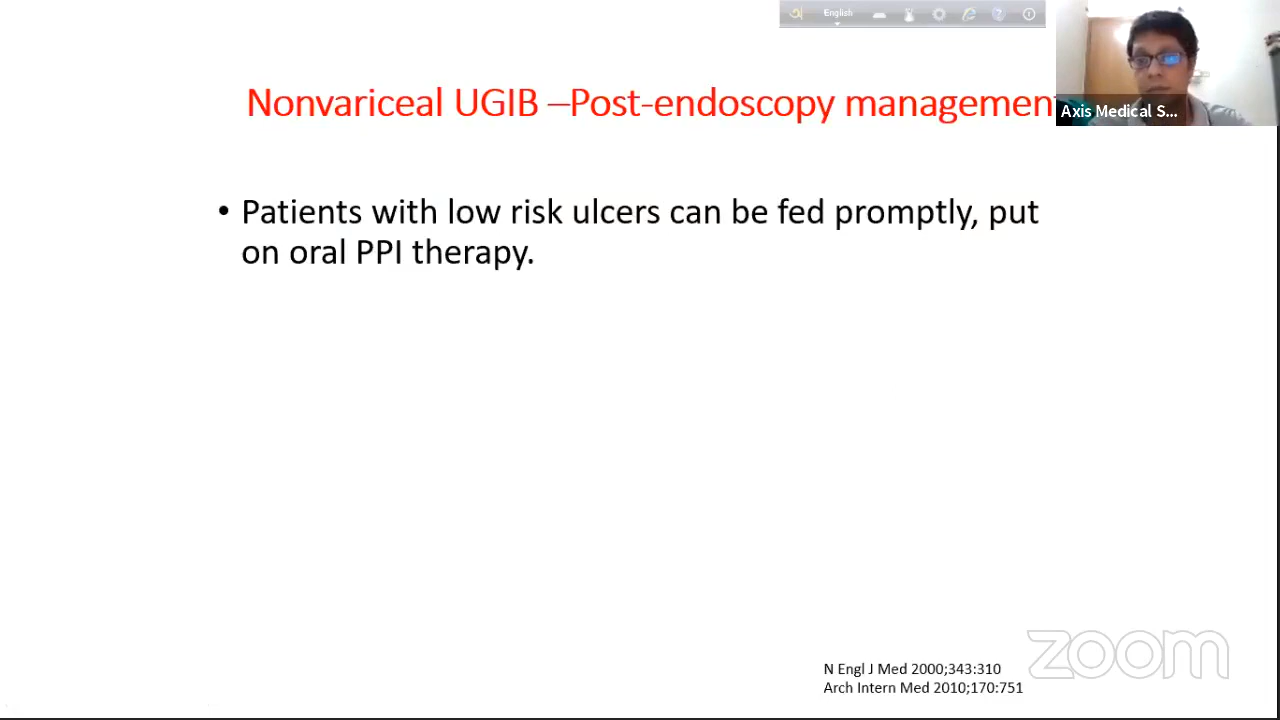 English
Nonvariceal UGIB –Post-endoscopy managemen
Axis Medical S...
• Patients with low risk ulcers can be fed promptly, put
on oral PPI therapy.
zoom
N Engl J Med 2000;343:310
Arch Intern Med 2010;170:751